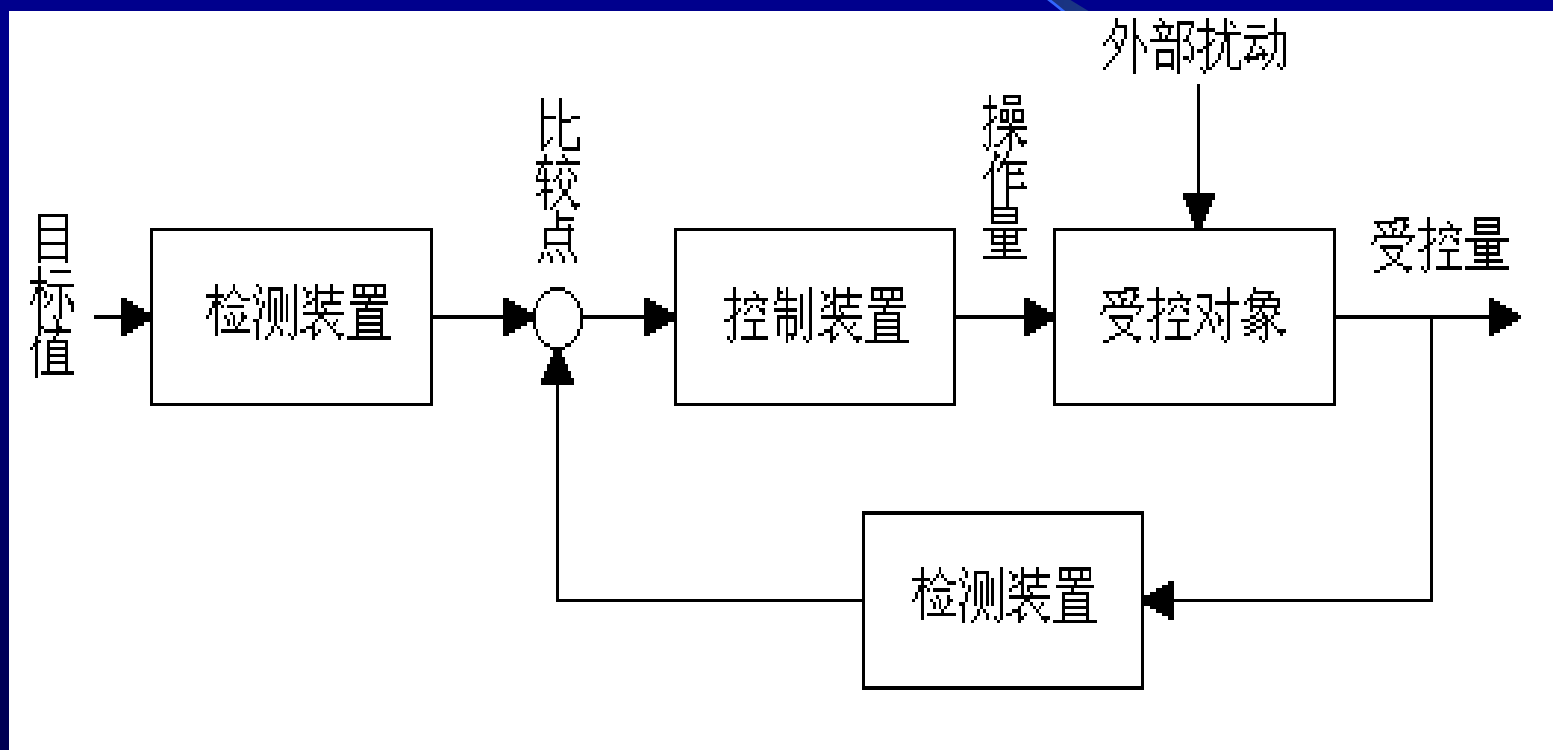 外部扰动
比较点
操作量
目标值
检测装置
控制装置
受控对象
受控量
检测装置